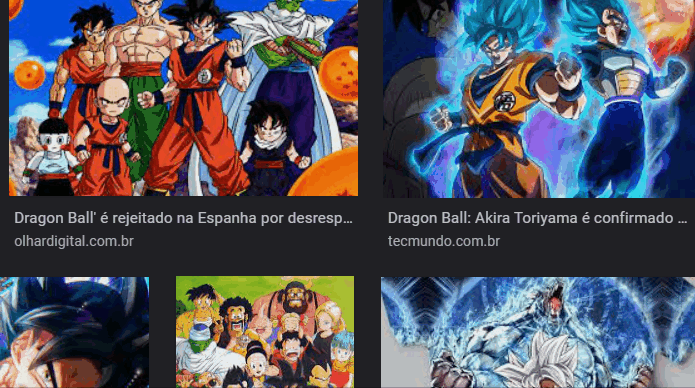 Dragon Ball' é rejeitado na Espanha por desresp...
olhardigital.com.br
Dragon Ball: Akira Toriyama é confirmado ...
tecmundo.com.br